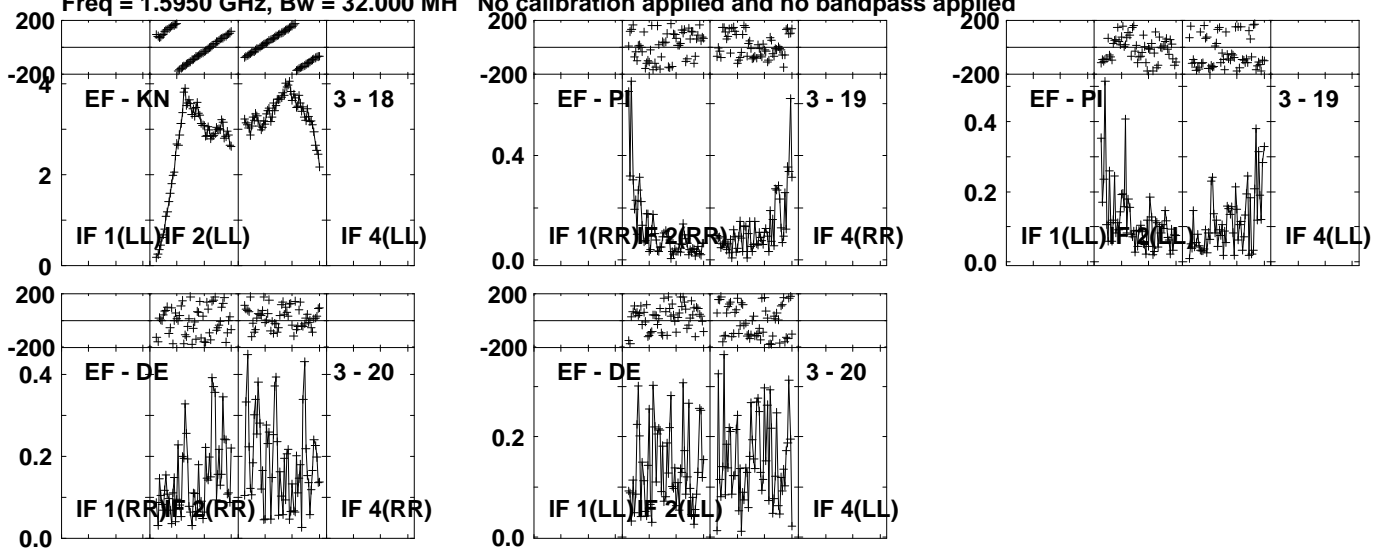 Freq = 1.5950 GHz, Bw = 32.000 MH No calibration applied and no bandpass applied
200
-200
4
2
0
EF - KN 3 - 18
IF 1(LL) IF 2(LL) IF 4(LL)
200
-200
0.4
0.0
EF - PI 3 - 19
IF 1(RR) IF 2(RR) IF 4(RR)
200
-200
0.4
0.2
0.0
EF - PI 3 - 19
IF 1(LL) IF 2(LL) IF 4(LL)
200
-200
0.4
0.2
0.0
EF - DE 3 - 20
IF 1(RR) IF 2(RR) IF 4(RR)
200
-200
0.2
0.0
EF - DE 3 - 20
IF 1(LL) IF 2(LL) IF 4(LL)